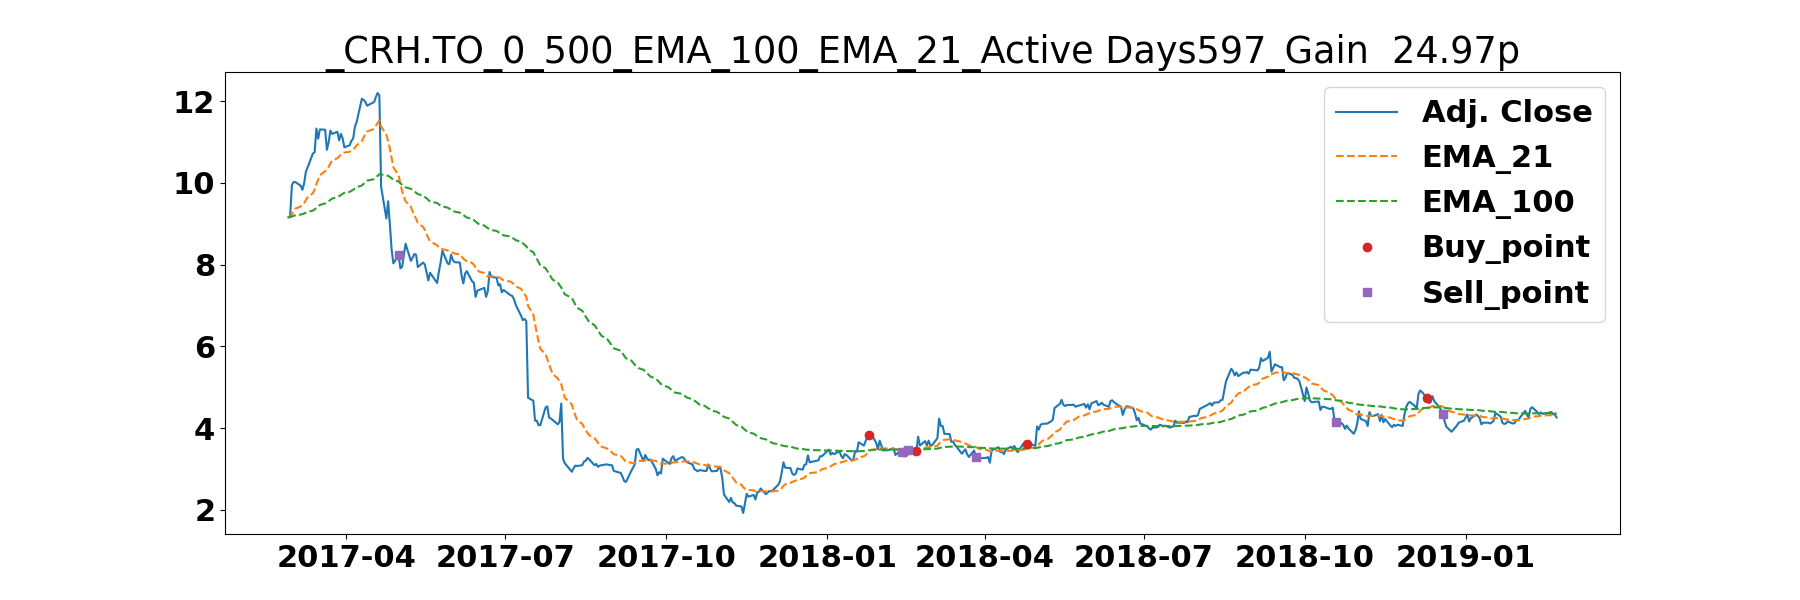 _CRH.TO_0_500_EMA_100_EMA_21_Active Days597_Gain  24.97p
12
10
8
6
4
2
Adj. Close
EMA_21
EMA_100
Buy_point
Sell_point
2017-04 2017-07 2017-10 2018-01 2018-04 2018-07 2018-10 2019-01